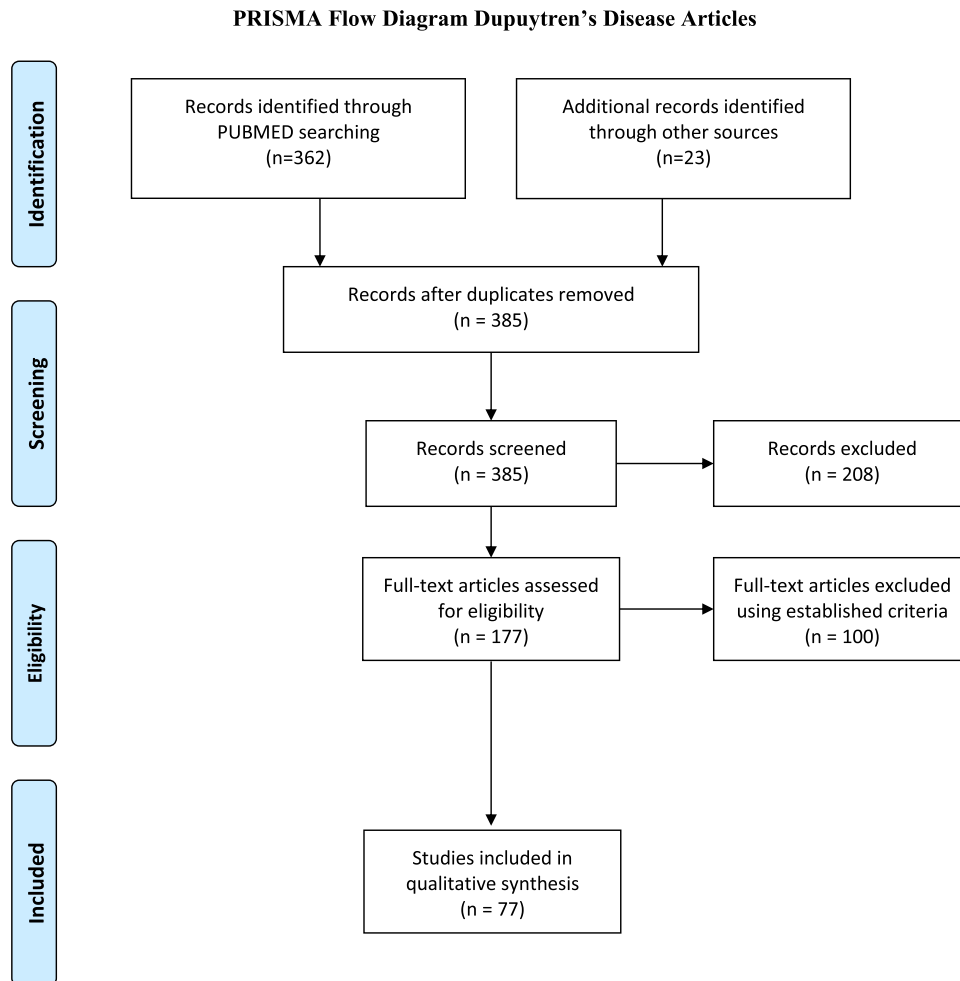 PRISMA Flow Diagram Dupuytren’s Disease Articles
Identification
Records identified through
PUBMED searching
(n=362)
Additional records identified
through other sources
(n=23)
Records after duplicates removed
(n = 385)
Screening
Records screened
(n = 385)
Records excluded
(n = 208)
Eligibility
Full-text articles assessed
for eligibility
(n = 177)
Full-text articles excluded
using established criteria
(n = 100)
Included
Studies included in
qualitative synthesis
(n = 77)